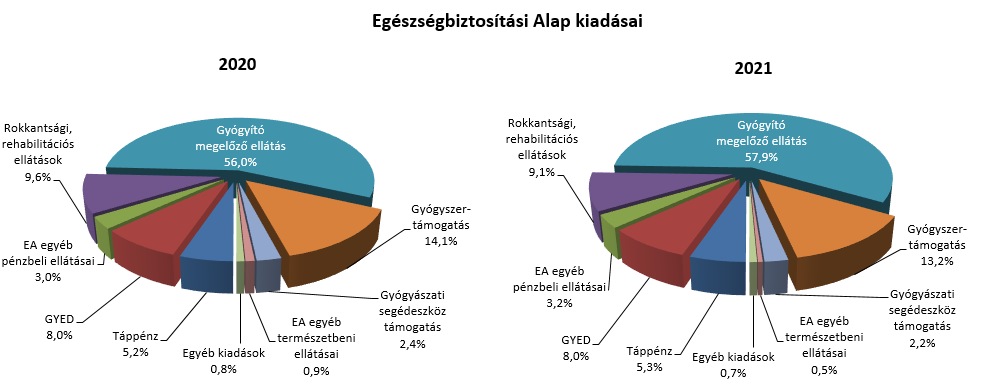 Egészségbiztosítási Alap kiadásai
2020
Gyógyító
megelőző ellátás
56,0%
Gyógyszer-
támogatás
14,1%
Gyógyászati
segédeszköz
támogatás
2,4%
EA egyéb
természetbeni
ellátásai
0,9%
Egyéb kiadások
0,8%
Táppénz
5,2%
GYED
8,0%
EA egyéb
pénzbeli ellátásai
3,0%
Rokkantsági,
rehabilitációs
ellátások
9,6%
2021
Gyógyító
megelőző ellátás
57,9%
Gyógyszer-
támogatás
13,2%
Gyógyászati
segédeszköz
támogatás
2,2%
EA egyéb
természetbeni
ellátásai
0,5%
Egyéb kiadások
0,7%
Táppénz
5,3%
GYED
8,0%
EA egyéb
pénzbeli ellátásai
3,2%
Rokkantsági,
rehabilitációs
ellátások
9,1%